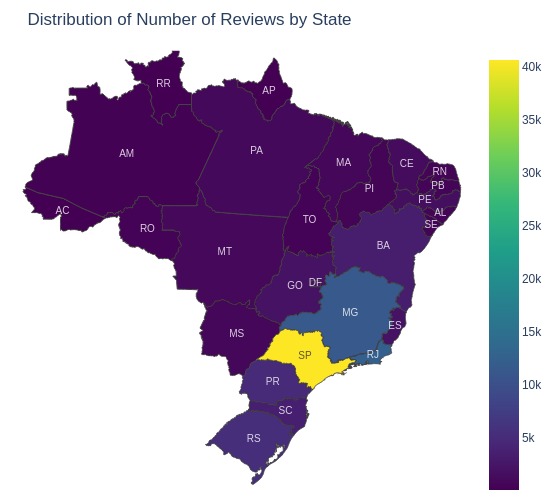 Distribution of Number of Reviews by State
RR
AP
40k
35k
AM
PA
MA
CE
RN
PB
PI
PE
AL
30k
AC
RO
TO
SE
25k
MT
BA
GO
DF
20k
MG
ES
15k
MS
SP
RJ
10k
PR
SC
RS
5k